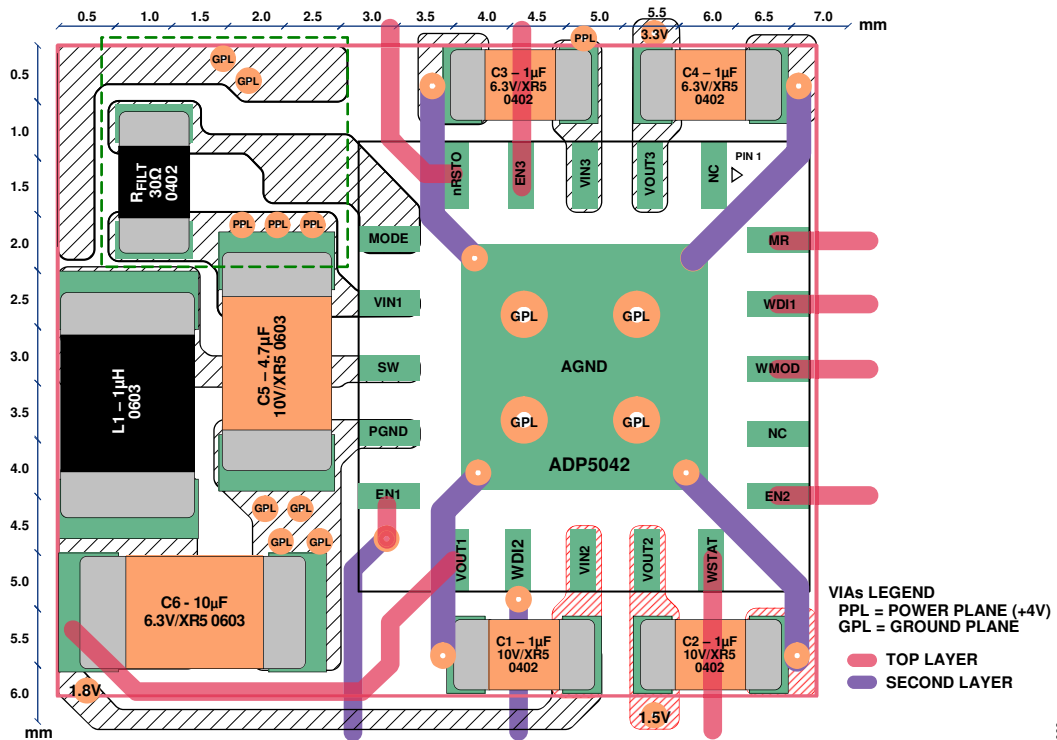 0.5 1.0 1.5 2.0 2.5 3.0 3.5 4.0 4.5 5.0 6.0 6.5 7.0 mm
0.5
1.0
1.5
2.0
2.5
3.0
3.5
4.0
4.5
5.0
5.5
6.0
mm
GPL
GPL
PPL
3.3V
C3 – 1µF
6.3V/XR5
0402
C4 – 1µF
6.3V/XR5
0402
RFILT
30Ω
0402
nRSTO
EN3
VIN3
VOUT3
NC
PIN 1
PPL PPL PPL
MODE
VIN1
SW
PGND
EN1
MR
WDI1
WMOD
NC
EN2
L1 – 1µH
0603
C5 – 4.7µF
10V/XR5 0603
GPL GPL
AGND
GPL GPL
ADP5042
GPL GPL
GPL GPL
VOUT1
WDI2
VIN2
VOUT2
WSTAT
C6 - 10µF
6.3V/XR5 0603
C1 – 1µF
10V/XR5
0402
C2 – 1µF
10V/XR5
0402
1.8V
1.5V
VIAs LEGEND
PPL = POWER PLANE (+4V)
GPL = GROUND PLANE
TOP LAYER
SECOND LAYER